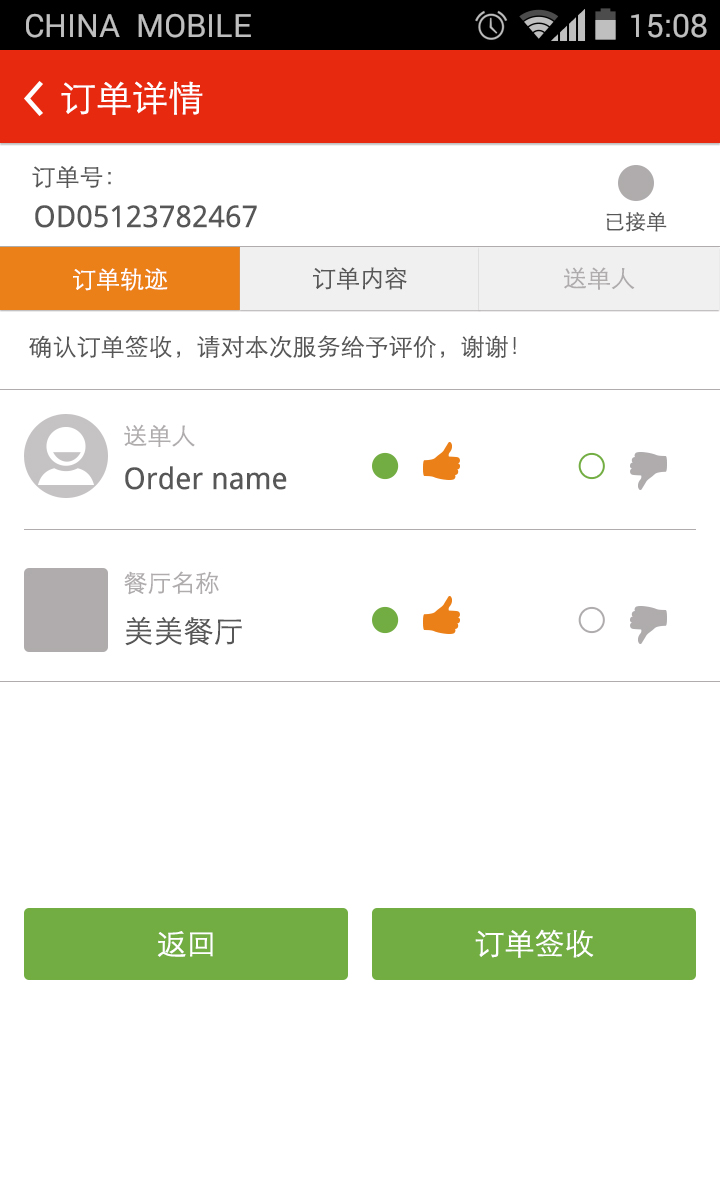 CHINA MOBILE 15:08
订单详情
订单号:
OD05123782467
已接单
订单轨迹 订单内容 送单人
确认订单签收，请对本次服务给予评价，谢谢！
送单人
Order name
餐厅名称
美美餐厅
返回 订单签收